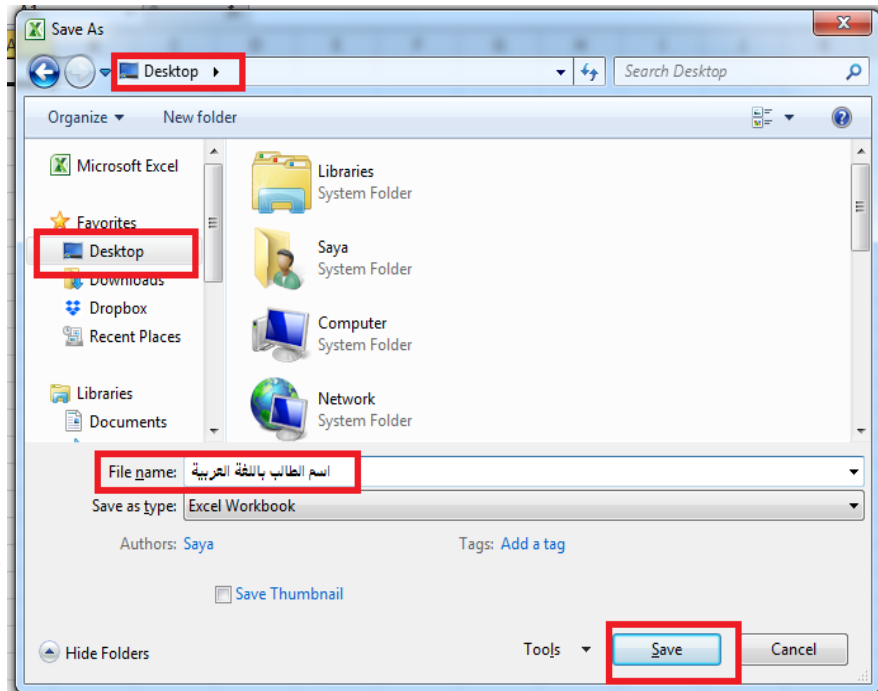 Save As
Desktop
Search Desktop
Organize
New folder
Microsoft Excel
Favorites
Desktop
Downloads
Dropbox
Recent Places
Libraries
Documents
Libraries
System Folder
Saya
System Folder
Computer
System Folder
Network
System Folder
File name: اسم الطالب باللغة العربية
Save as type: Excel Workbook
Authors: Saya
Tags: Add a tag
Save Thumbnail
Hide Folders
Tools
Save
Cancel